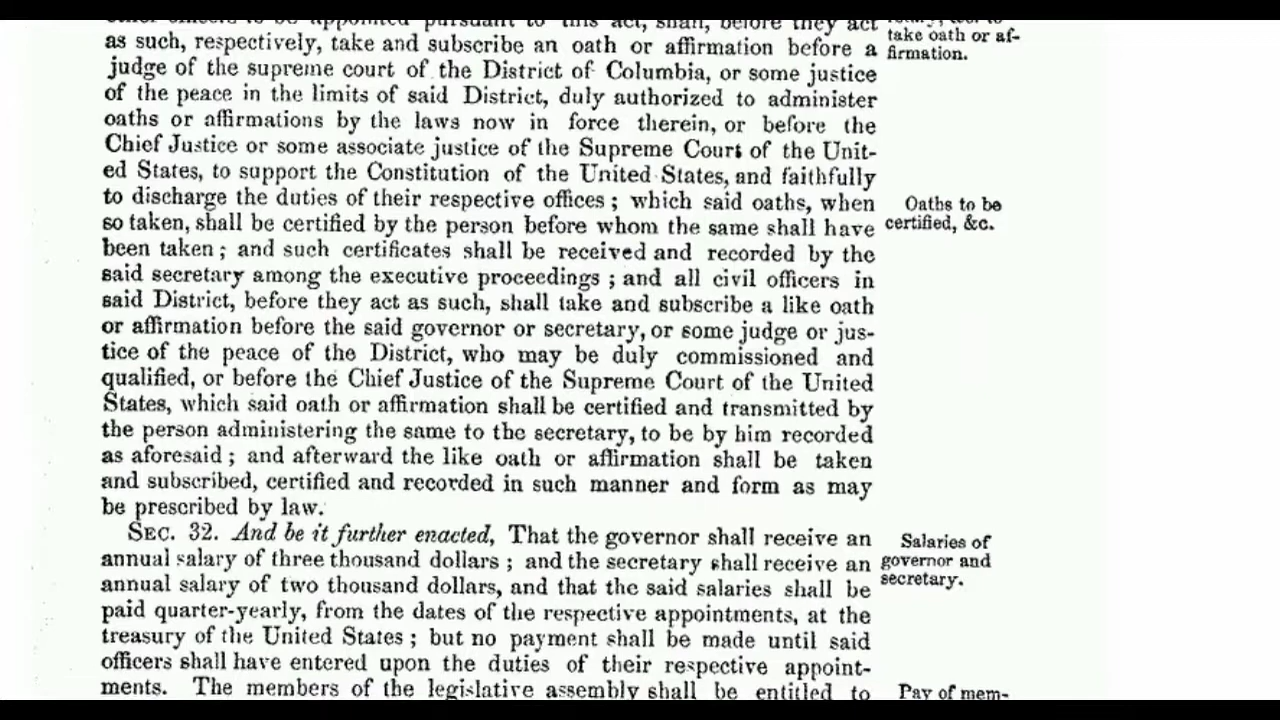 other officers to be appointed pursuant to this act, shall, before they act
as such, respectively, take and subscribe an oath or affirmation before a
judge of the supreme court of the District of Columbia, or some justice
of the peace in the limits of said District, duly authorized to administer
oaths or affirmations by the laws now in force therein, or before the
Chief Justice or some associate justice of the Supreme Court of the Unit-
ed States, to support the Constitution of the United States, and faithfully
to discharge the duties of their respective offices ; which said oaths, when
so taken, shall be certified by the person before whom the same shall have
been taken ; and such certificates shall be received and recorded by the
said secretary among the executive proceedings ; and all civil officers in
said District, before they act as such, shall take and subscribe a like oath
or affirmation before the said governor or secretary, or some judge or jus-
tice of the peace of the District, who may be duly commissioned and
qualified, or before the Chief Justice of the Supreme Court of the United
States, which said oath or affirmation shall be certified and transmitted by
the person administering the same to the secretary, to be by him recorded
as aforesaid ; and afterward the like oath or affirmation shall be taken
and subscribed, certified and recorded in such manner and form as may
be prescribed by law.
SEC. 32. And be it further enacted, That the governor shall receive an
annual salary of three thousand dollars ; and the secretary shall receive an
annual salary of two thousand dollars, and that the said salaries shall be
paid quarter-yearly, from the dates of the respective appointments, at the
treasury of the United States ; but no payment shall be made until said
officers shall have entered upon the duties of their respective appoint-
ments. The members of the legislative assembly shall be entitled to
take oath or af-
firmation.
Oaths to be
certified, &c.
Salaries of
governor and
secretary.
Pay of mem-